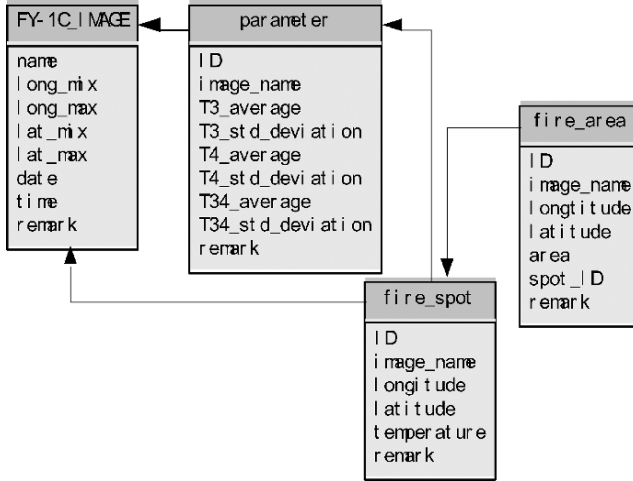 FY-1C_IMAGE
name
long_mix
long_max
lat_mix
lat_max
date
time
remark
parameter
ID
image_name
T3_average
T3_std_deviation
T4_average
T4_std_deviation
T34_average
T34_std_deviation
remark
fire_area
ID
image_name
longtitude
latitude
area
spot_ID
remark
fire_spot
ID
image_name
longitude
latitude
temperature
remark